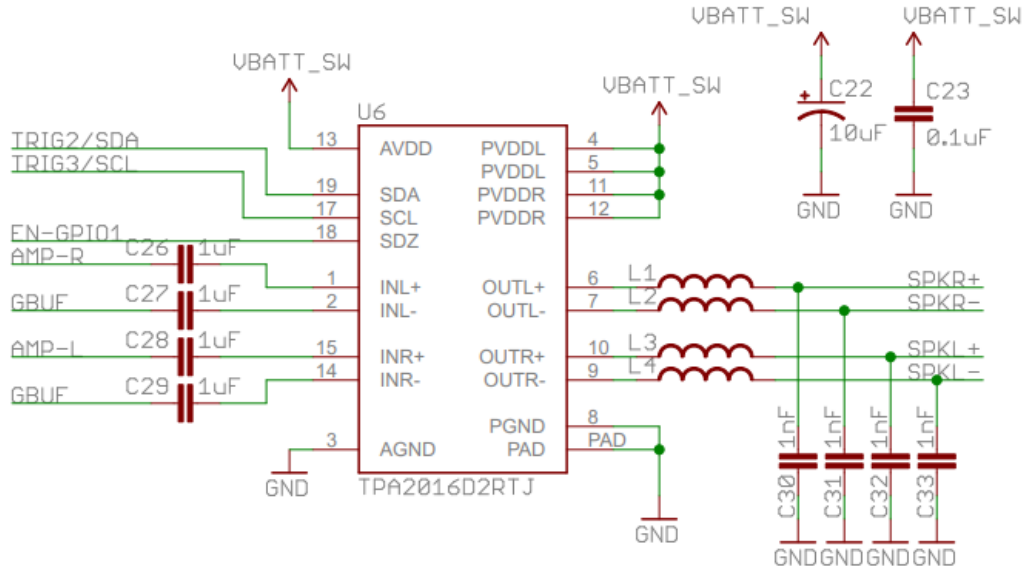 VBATT_SW VBATT_SW
C22 C23
+
10uF 0.1uF
GND GND
VBATT_SW VBATT_SW
U6
TRIG2/SDA 13 AVDD PVDDL 4
TRIG3/SCL PVDDL 5
19 SDA PVDDR 11
17 SCL PVDDR 12
EN-GPIO1 18 SDZ
AMP-R C26 1uF
1 INL+ OUTL+ 6 L1 SPKR+
GBUF C27 1uF 2 INL- OUTL- 7 L2 SPKR-
AMP-L C28 1uF 15 INR+ OUTR+ 10 L3 SPKL+
14 INR- OUTR- 9 L4 SPKL-
GBUF C29 1uF
PGND 8
3 AGND PAD PAD
GND
TPA2016D2RTJ
GND
1nF 1nF 1nF 1nF
C30 C31 C32 C33
GND GND GND GND